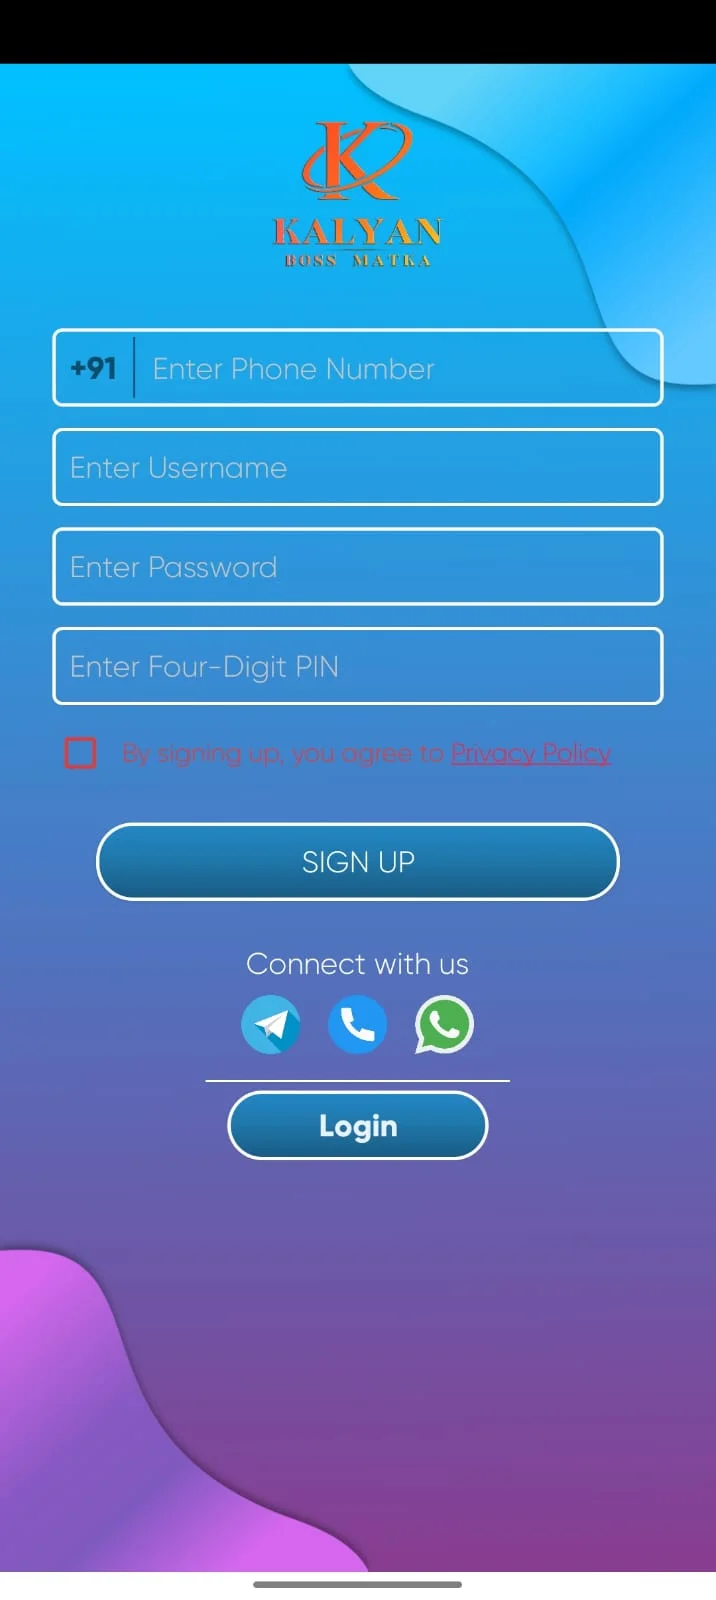 KALYAN
BOSS MATKA
+91 Enter Phone Number
Enter Username
Enter Password
Enter Four-Digit PIN
By signing up, you agree to Privacy Policy
SIGN UP
Connect with us
Login